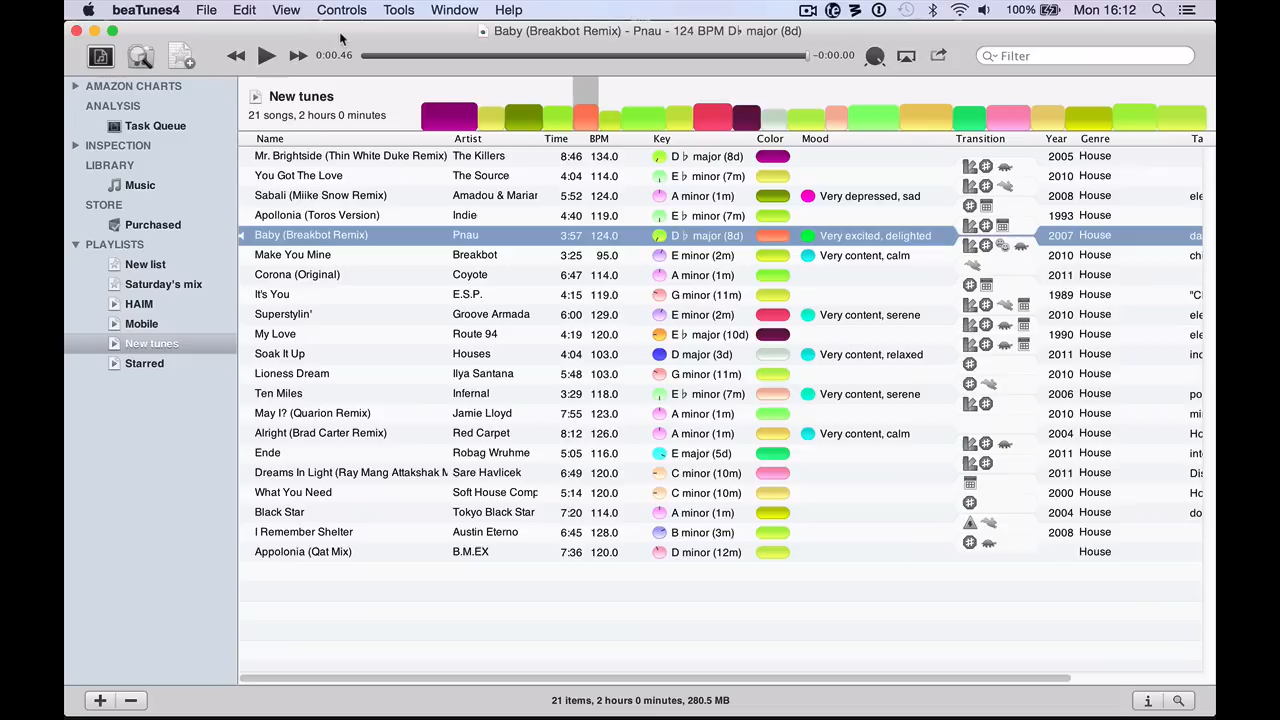 beaTunes4 File Edit View Controls Tools Window Help 100% Mon 16:12
Baby (Breakbot Remix) - Pnau - 124 BPM D♭ major (8d)
0:00.46 -0:00.00 Filter
AMAZON CHARTS
ANALYSIS
Task Queue
INSPECTION
LIBRARY
Music
STORE
Purchased
PLAYLISTS
New list
Saturday's mix
HAIM
Mobile
New tunes
Starred
New tunes
21 songs, 2 hours 0 minutes
Name Artist Time BPM Key Color Mood Transition Year Genre Ta
Mr. Brightside (Thin White Duke Remix) The Killers 8:46 134.0 D♭ major (8d) 2005 House
You Got The Love The Source 4:04 114.0 E♭ minor (7m) 2010 House
Sabali (Mike Snow Remix) Amadou & Mariar 5:52 124.0 A minor (1m) Very depressed, sad 2008 House ele
Apollonia (Toros Version) Indie 4:40 119.0 E♭ minor (7m) 1993 House
Baby (Breakbot Remix) Pnau 3:57 124.0 D♭ major (8d) Very excited, delighted 2007 House da
Make You Mine Breakbot 3:25 95.0 E minor (2m) Very content, calm 2010 House chi
Corona (Original) Coyote 6:47 114.0 A minor (1m) 2011 House
It's You E.S.P. 4:15 119.0 G minor (11m) 1989 House "Cl
Superstylin' Groove Armada 6:00 129.0 E minor (2m) Very content, serene 2010 House ele
My Love Route 94 4:19 120.0 E♭ major (10d) 1990 House ele
Soak It Up Houses 4:04 103.0 D major (3d) Very content, relaxed 2011 House inc
Lioness Dream Ilya Santana 5:48 103.0 G minor (11m) 2010 House
Ten Miles Infernal 3:29 118.0 E♭ minor (7m) Very content, serene 2006 House po
May I? (Quarion Remix) Jamie Lloyd 7:55 123.0 A minor (1m) 2010 House mi
Alright (Brad Carter Remix) Red Carpet 8:12 126.0 A minor (1m) Very content, calm 2004 House Ho
Ende Robag Wruhme 5:05 116.0 E major (5d) 2011 House inte
Dreams In Light (Ray Mang Attakshak M Sare Havlicek 6:49 120.0 C minor (10m) 2011 House Dis
What You Need Soft House Comp 5:14 120.0 C minor (10m) 2000 House Ho
Black Star Tokyo Black Star 7:20 114.0 A minor (1m) 2004 House do
I Remember Shelter Austin Eterno 6:45 128.0 B minor (3m) 2008 House
Appolonia (Qat Mix) B.M.EX 7:36 120.0 D minor (12m) House
21 items, 2 hours 0 minutes, 280.5 MB